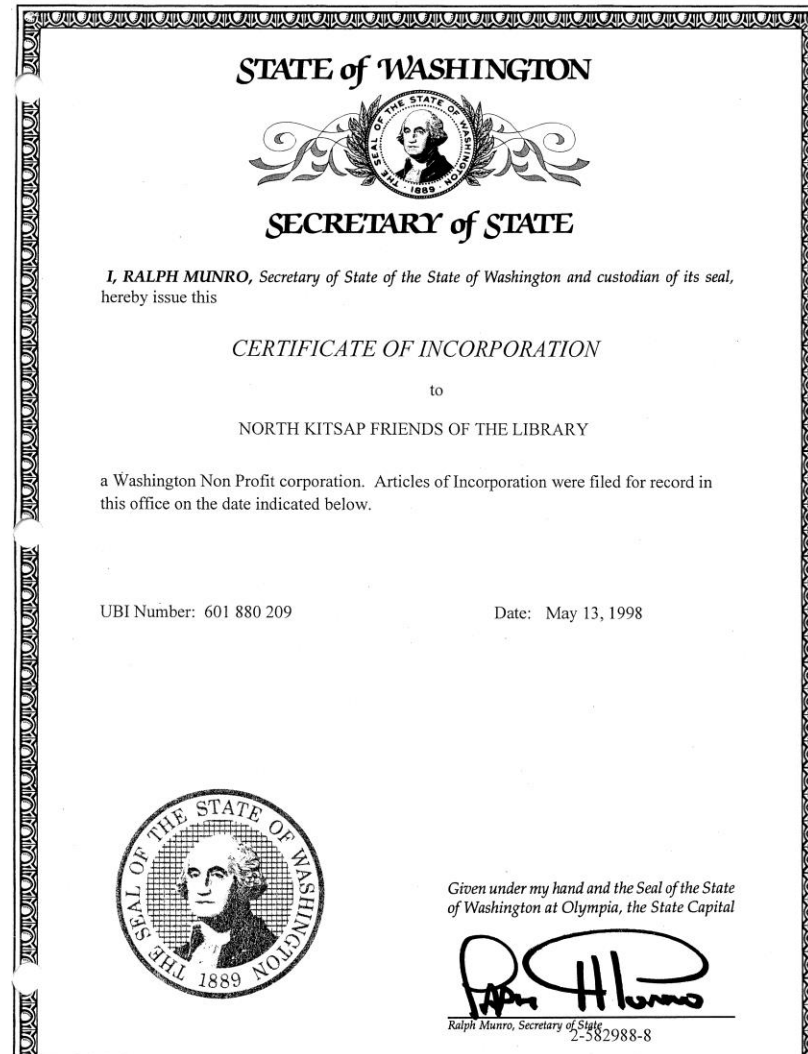 STATE of WASHINGTON
THE SEAL OF THE STATE OF WASHINGTON
1889
SECRETARY of STATE
I, RALPH MUNRO, Secretary of State of the State of Washington and custodian of its seal,
hereby issue this
CERTIFICATE OF INCORPORATION
to
NORTH KITSAP FRIENDS OF THE LIBRARY
a Washington Non Profit corporation. Articles of Incorporation were filed for record in
this office on the date indicated below.
UBI Number: 601 880 209 Date: May 13, 1998
THE SEAL OF THE STATE OF WASHINGTON
1889
Given under my hand and the Seal of the State
of Washington at Olympia, the State Capital
Ralph Munro
Ralph Munro, Secretary of State
2-582988-8